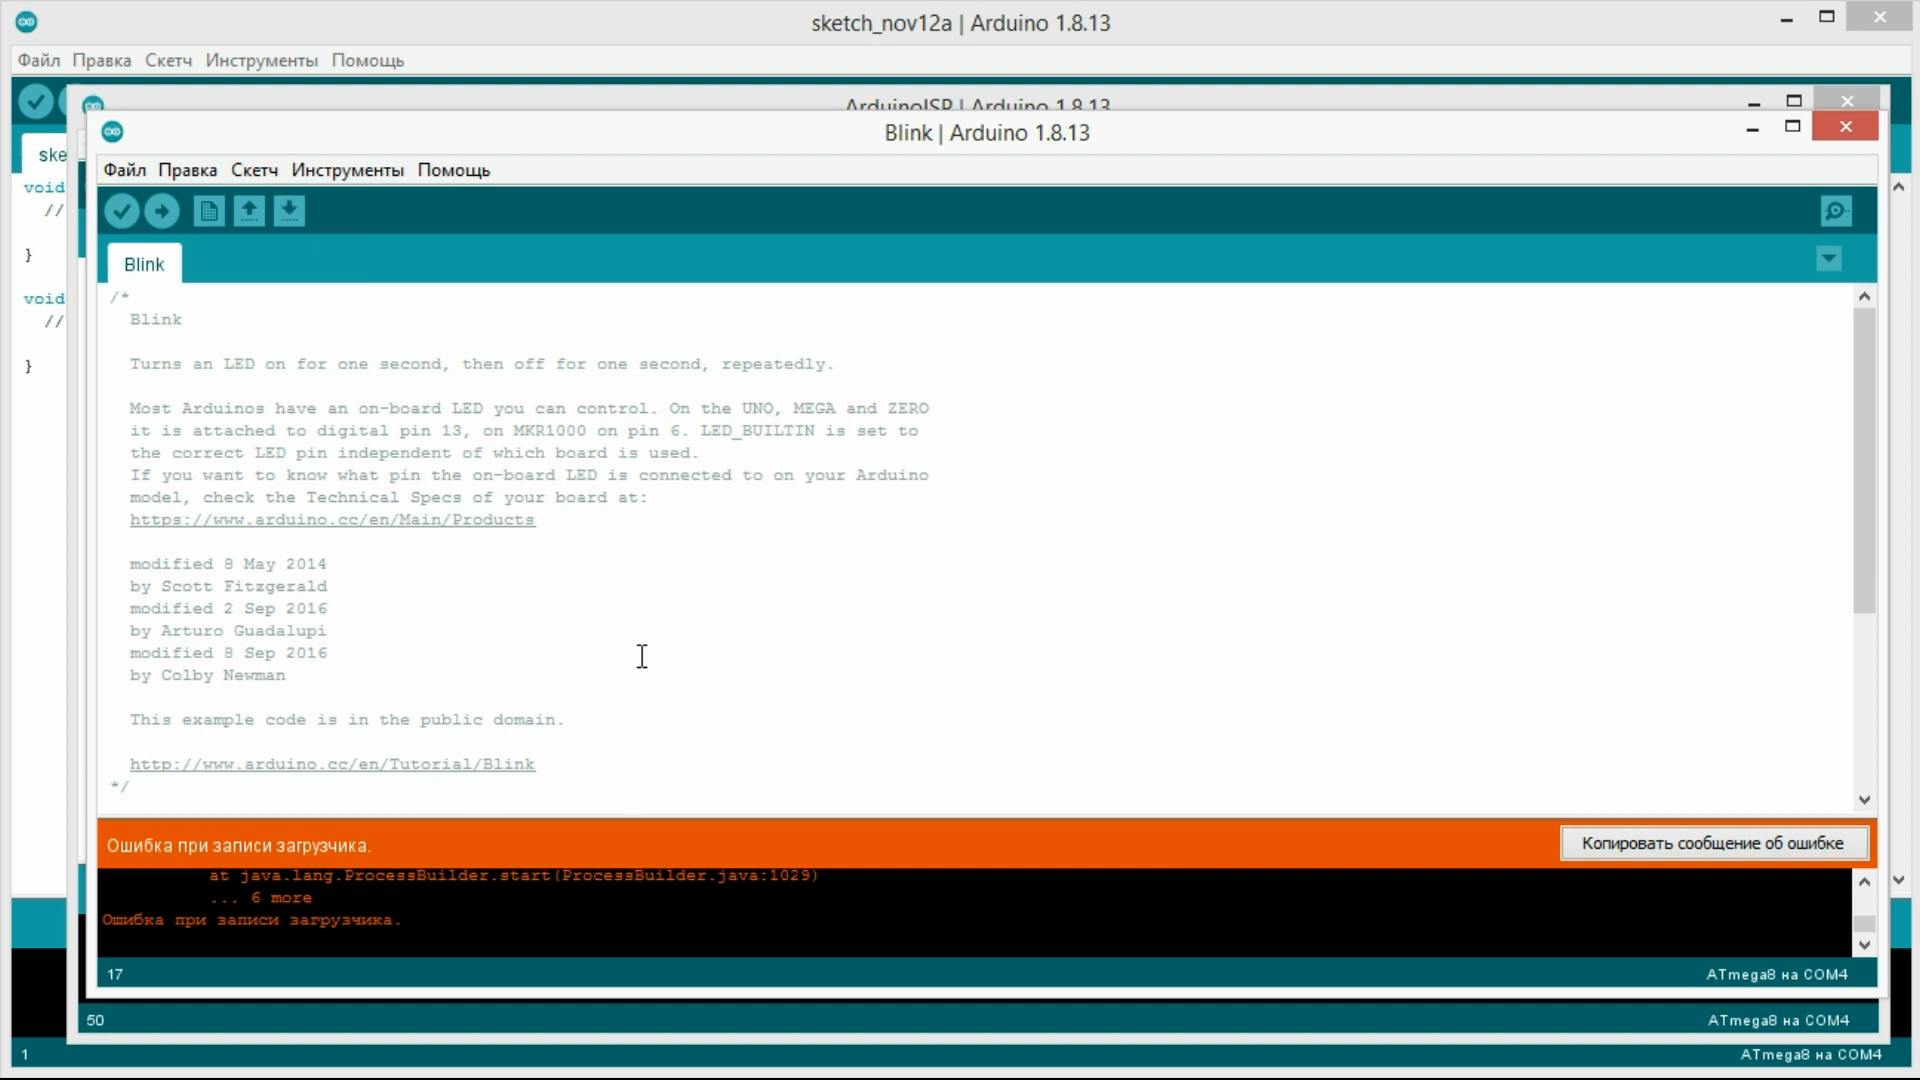 sketch_nov12a | Arduino 1.8.13
Файл Правка Скетч Инструменты Помощь
ArduinoISP | Arduino 1.8.13
Blink | Arduino 1.8.13
Файл Правка Скетч Инструменты Помощь
ske
Blink
void
//
}
void
//
}
/*
Blink
Turns an LED on for one second, then off for one second, repeatedly.
Most Arduinos have an on-board LED you can control. On the UNO, MEGA and ZERO
it is attached to digital pin 13, on MKR1000 on pin 6. LED_BUILTIN is set to
the correct LED pin independent of which board is used.
If you want to know what pin the on-board LED is connected to on your Arduino
model, check the Technical Specs of your board at:
https://www.arduino.cc/en/Main/Products
modified 8 May 2014
by Scott Fitzgerald
modified 2 Sep 2016
by Arturo Guadalupi
modified 8 Sep 2016
by Colby Newman
This example code is in the public domain.
http://www.arduino.cc/en/Tutorial/Blink
*/
Ошибка при записи загрузчика.
Копировать сообщение об ошибке
at java.lang.ProcessBuilder.start(ProcessBuilder.java:1029)
... 6 more
Ошибка при записи загрузчика.
17
ATmega8 на COM4
50
ATmega8 на COM4
1
ATmega8 на COM4